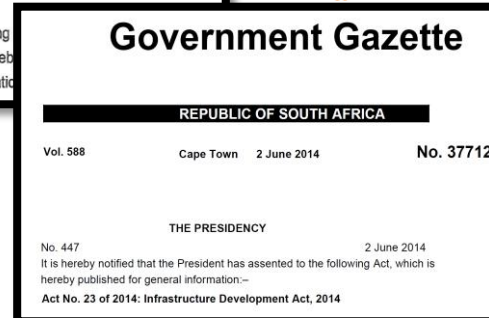 Government Gazette
REPUBLIC OF SOUTH AFRICA
Vol. 588 Cape Town 2 June 2014 No. 37712
THE PRESIDENCY
No. 447 2 June 2014
It is hereby notified that the President has assented to the following Act, which is
hereby published for general information:–
Act No. 23 of 2014: Infrastructure Development Act, 2014